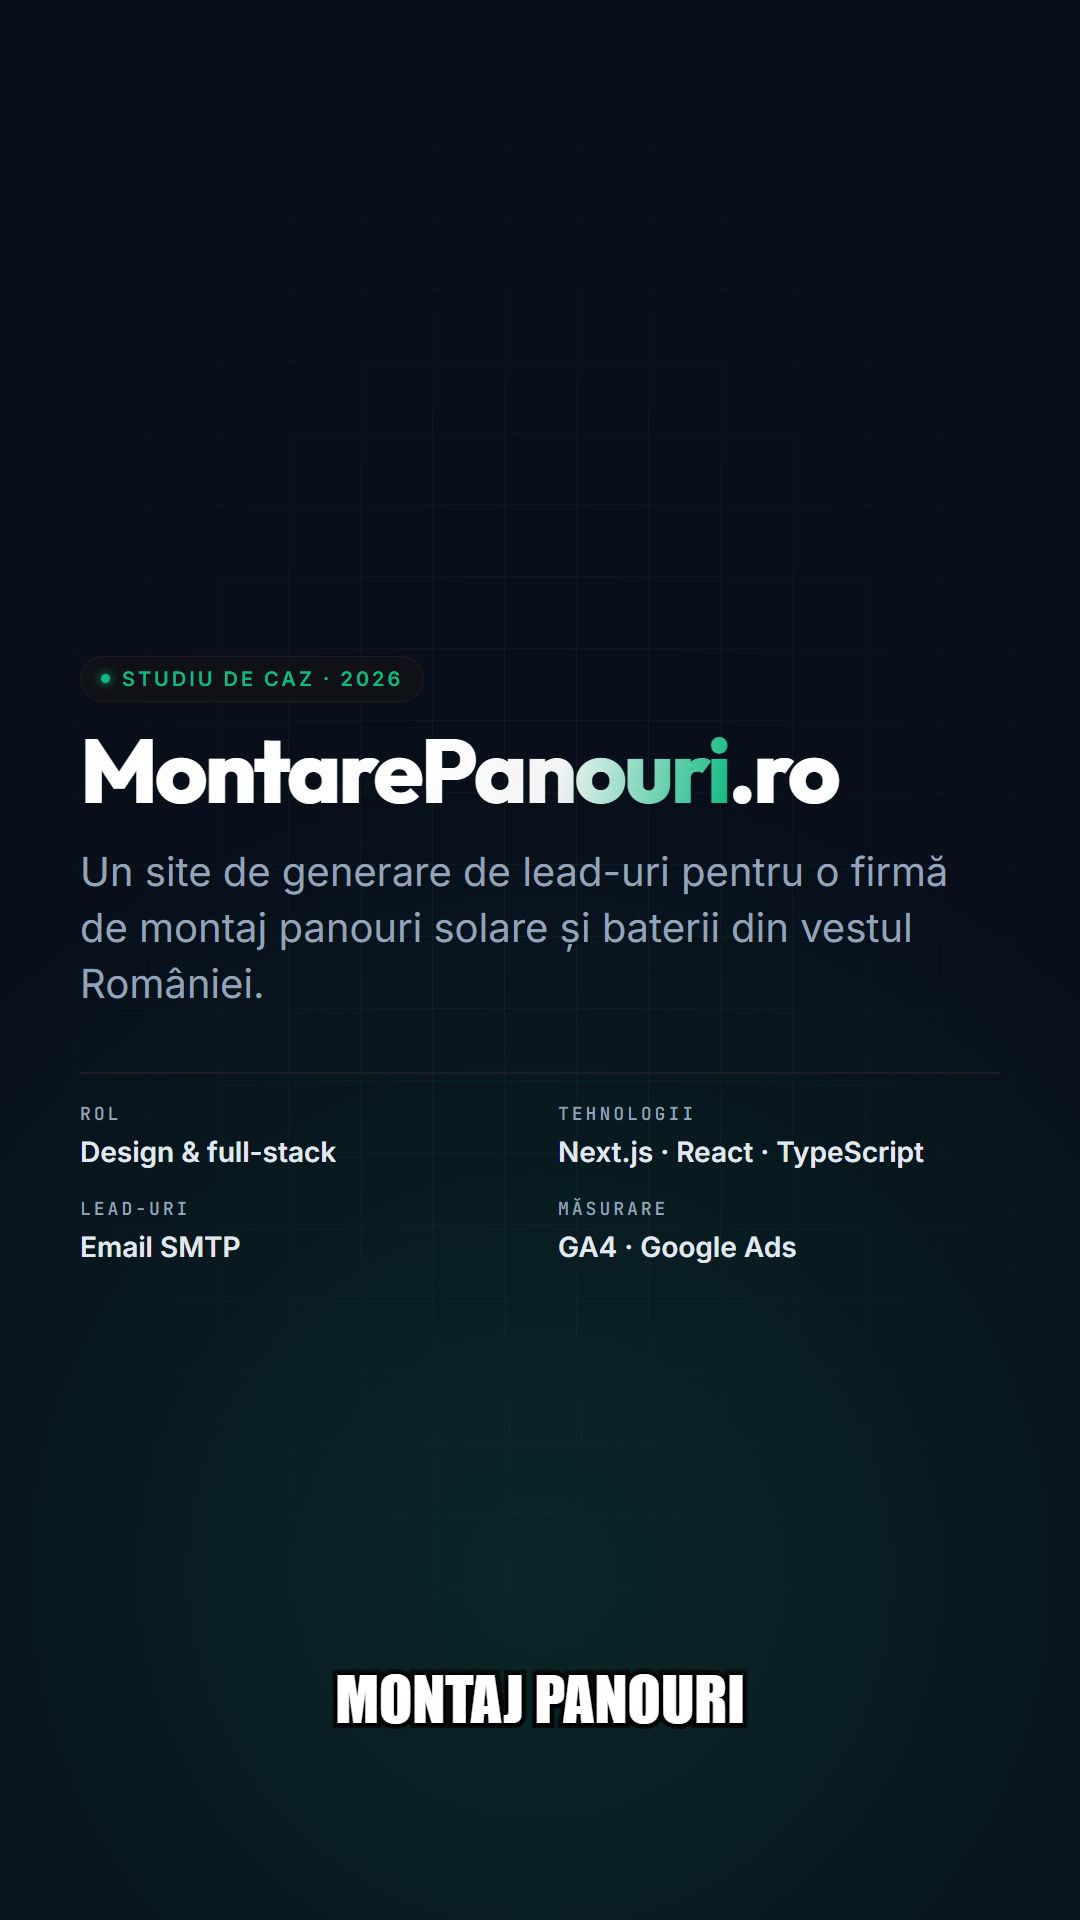 STUDIU DE CAZ · 2026
MontarePanouri.ro
Un site de generare de lead-uri pentru o firmă
de montaj panouri solare și baterii din vestul
României.
ROL
Design & full-stack
TEHNOLOGII
Next.js · React · TypeScript
LEAD-URI
Email SMTP
MĂSURARE
GA4 · Google Ads
MONTAJ PANOURI